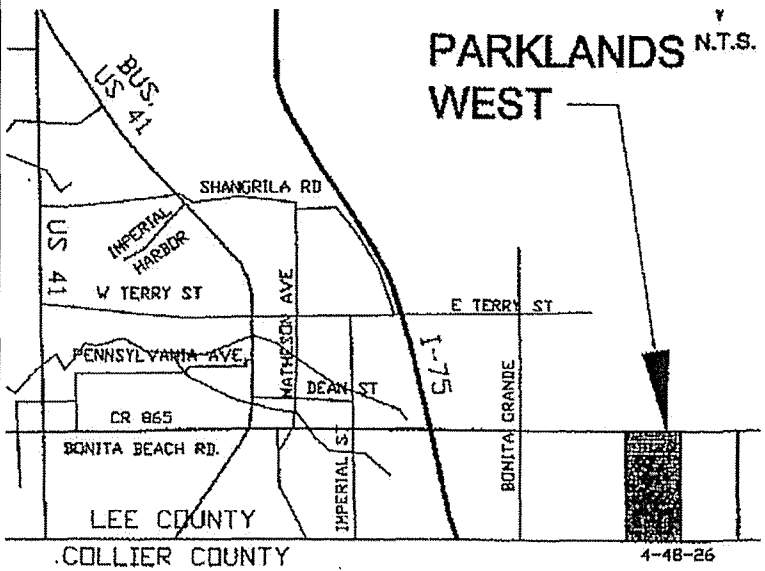 PARKLANDS
WEST
Y
N.T.S.
BUS.
US 41
SHANGRILA RD
IMPERIAL
HARBOR
US 41
W TERRY ST
MATHESON AVE
E TERRY ST
I-75
PENNSYLVANIA AVE.
DEAN ST
BONITA GRANDE
CR 865
BONITA BEACH RD.
IMPERIAL ST
LEE COUNTY
COLLIER COUNTY
4-48-26